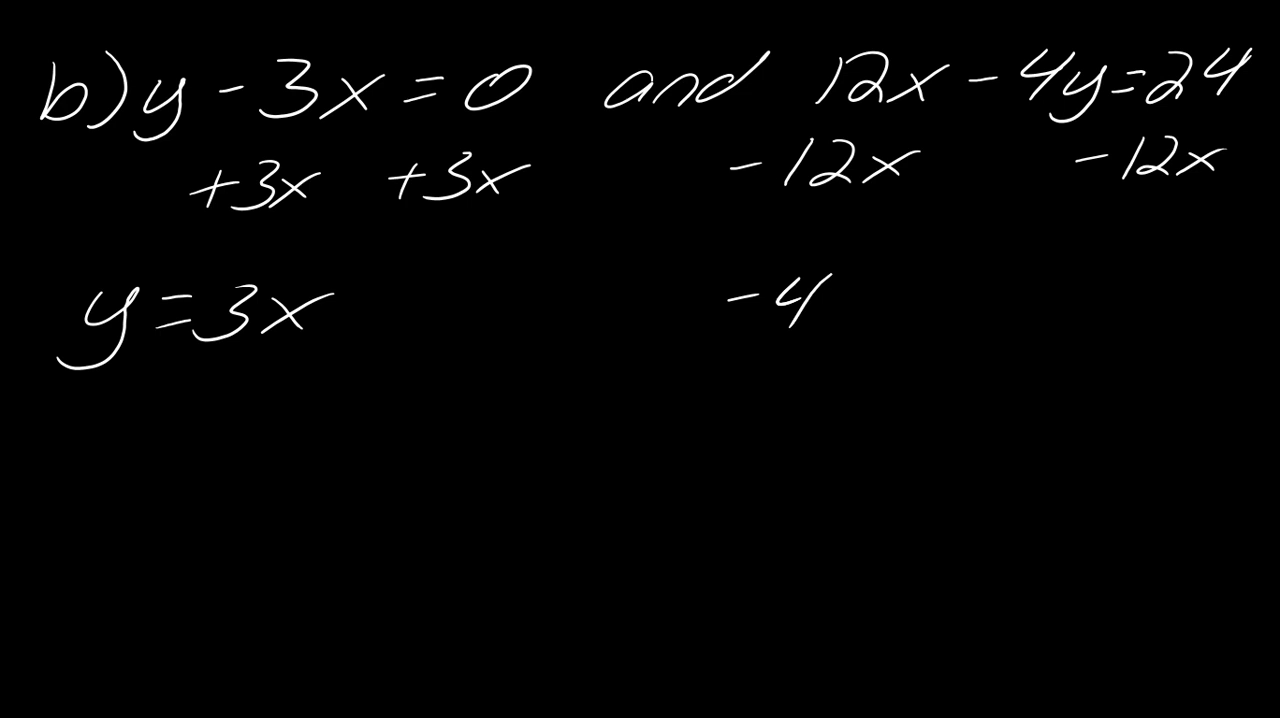 b) y - 3x = 0 and 12x - 4y = 24
+3x +3x -12x -12x
y = 3x -4